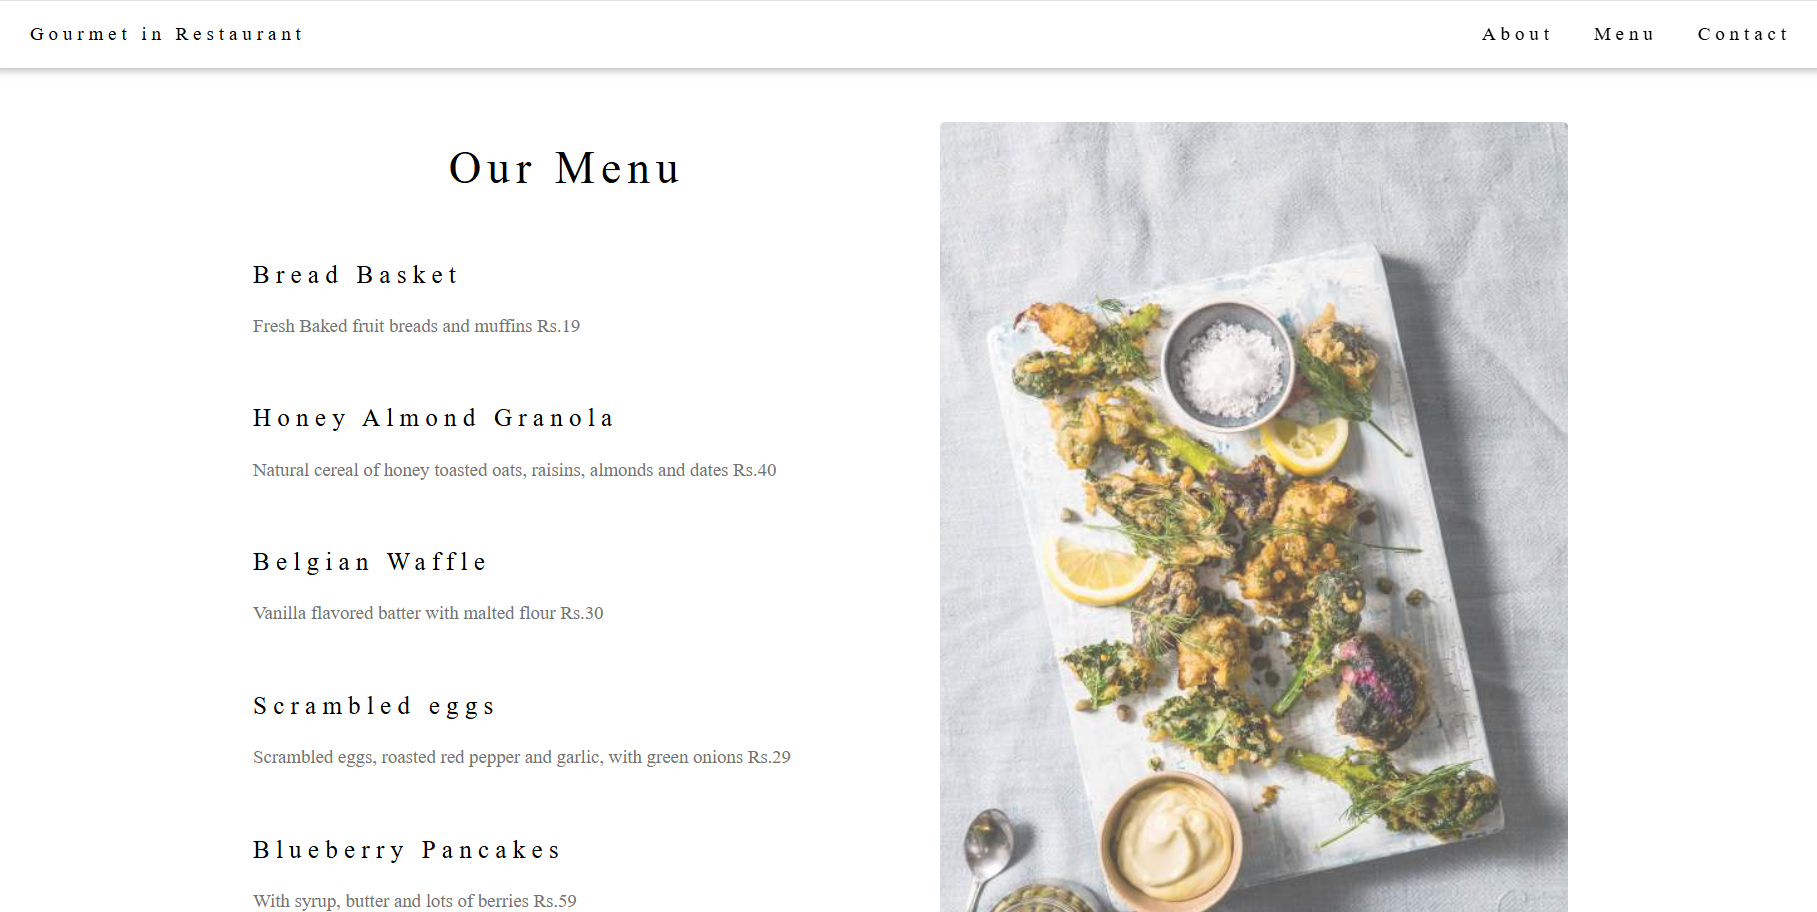 Gourmet in Restaurant
About Menu Contact
Our Menu
Bread Basket
Fresh Baked fruit breads and muffins Rs.19
Honey Almond Granola
Natural cereal of honey toasted oats, raisins, almonds and dates Rs.40
Belgian Waffle
Vanilla flavored batter with malted flour Rs.30
Scrambled eggs
Scrambled eggs, roasted red pepper and garlic, with green onions Rs.29
Blueberry Pancakes
With syrup, butter and lots of berries Rs.59